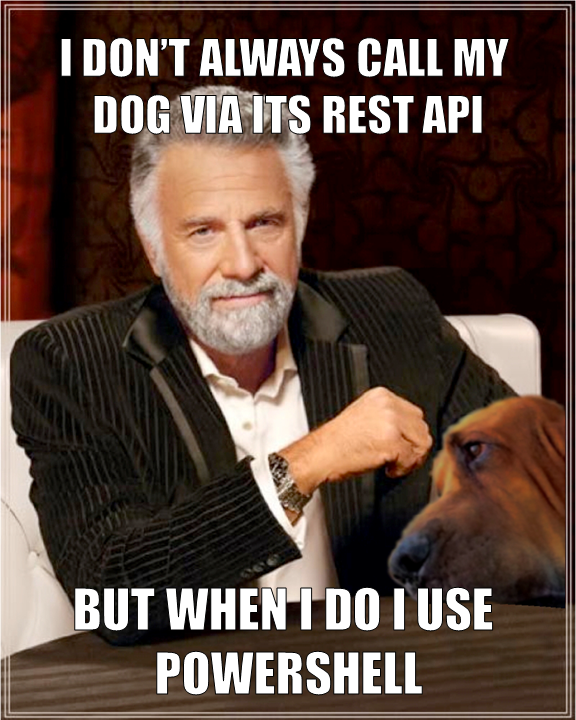 I DON'T ALWAYS CALL MY
DOG VIA ITS REST API
BUT WHEN I DO I USE
POWERSHELL